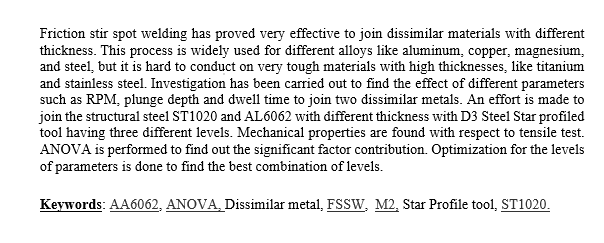 Friction stir spot welding has proved very effective to join dissimilar materials with different
thickness. This process is widely used for different alloys like aluminum, copper, magnesium,
and steel, but it is hard to conduct on very tough materials with high thicknesses, like titanium
and stainless steel. Investigation has been carried out to find the effect of different parameters
such as RPM, plunge depth and dwell time to join two dissimilar metals. An effort is made to
join the structural steel ST1020 and AL6062 with different thickness with D3 Steel Star profiled
tool having three different levels. Mechanical properties are found with respect to tensile test.
ANOVA is performed to find out the significant factor contribution. Optimization for the levels
of parameters is done to find the best combination of levels.
Keywords: AA6062, ANOVA, Dissimilar metal, FSSW, M2, Star Profile tool, ST1020.